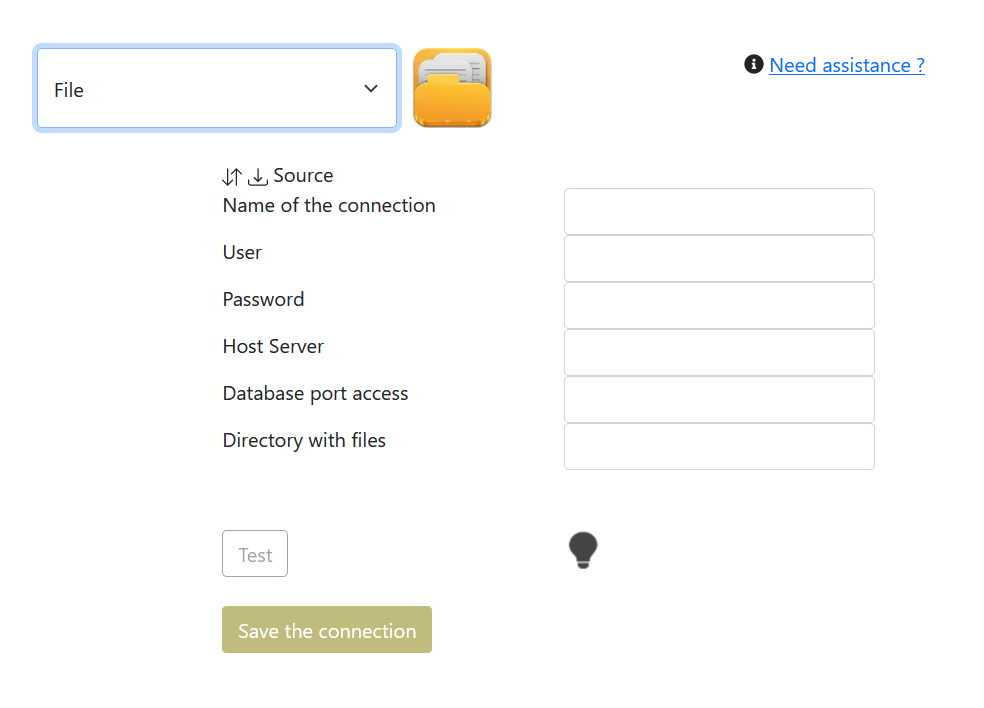 File
Need assistance ?
Source
Name of the connection
User
Password
Host Server
Database port access
Directory with files
Test
Save the connection